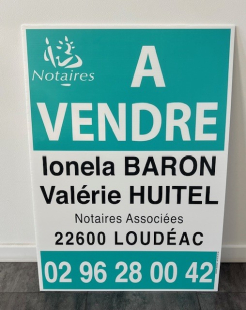 Notaires
A
VENDRE
Ionela BARON
Valérie HUITEL
Notaires Associées
22600 LOUDÉAC
02 96 28 00 42